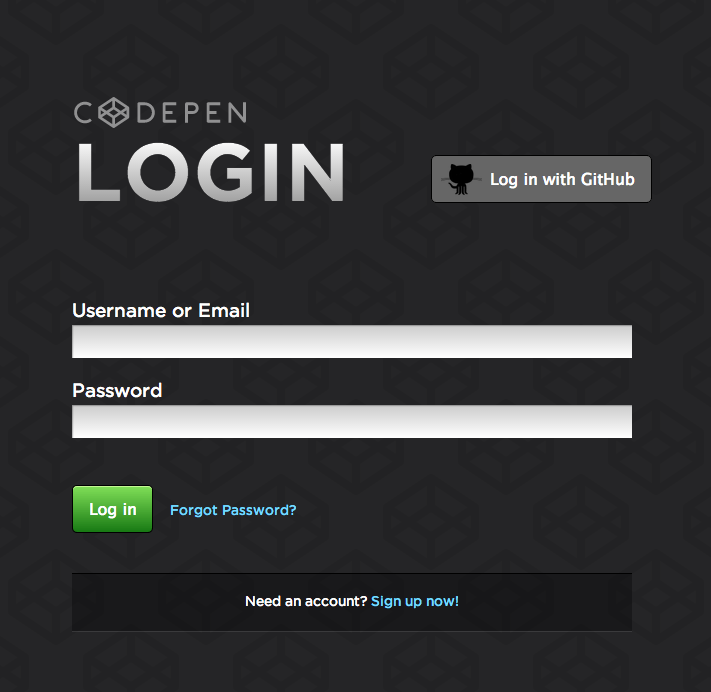 CODEPEN
LOGIN
Log in with GitHub
Username or Email
Password
Log in
Forgot Password?
Need an account? Sign up now!